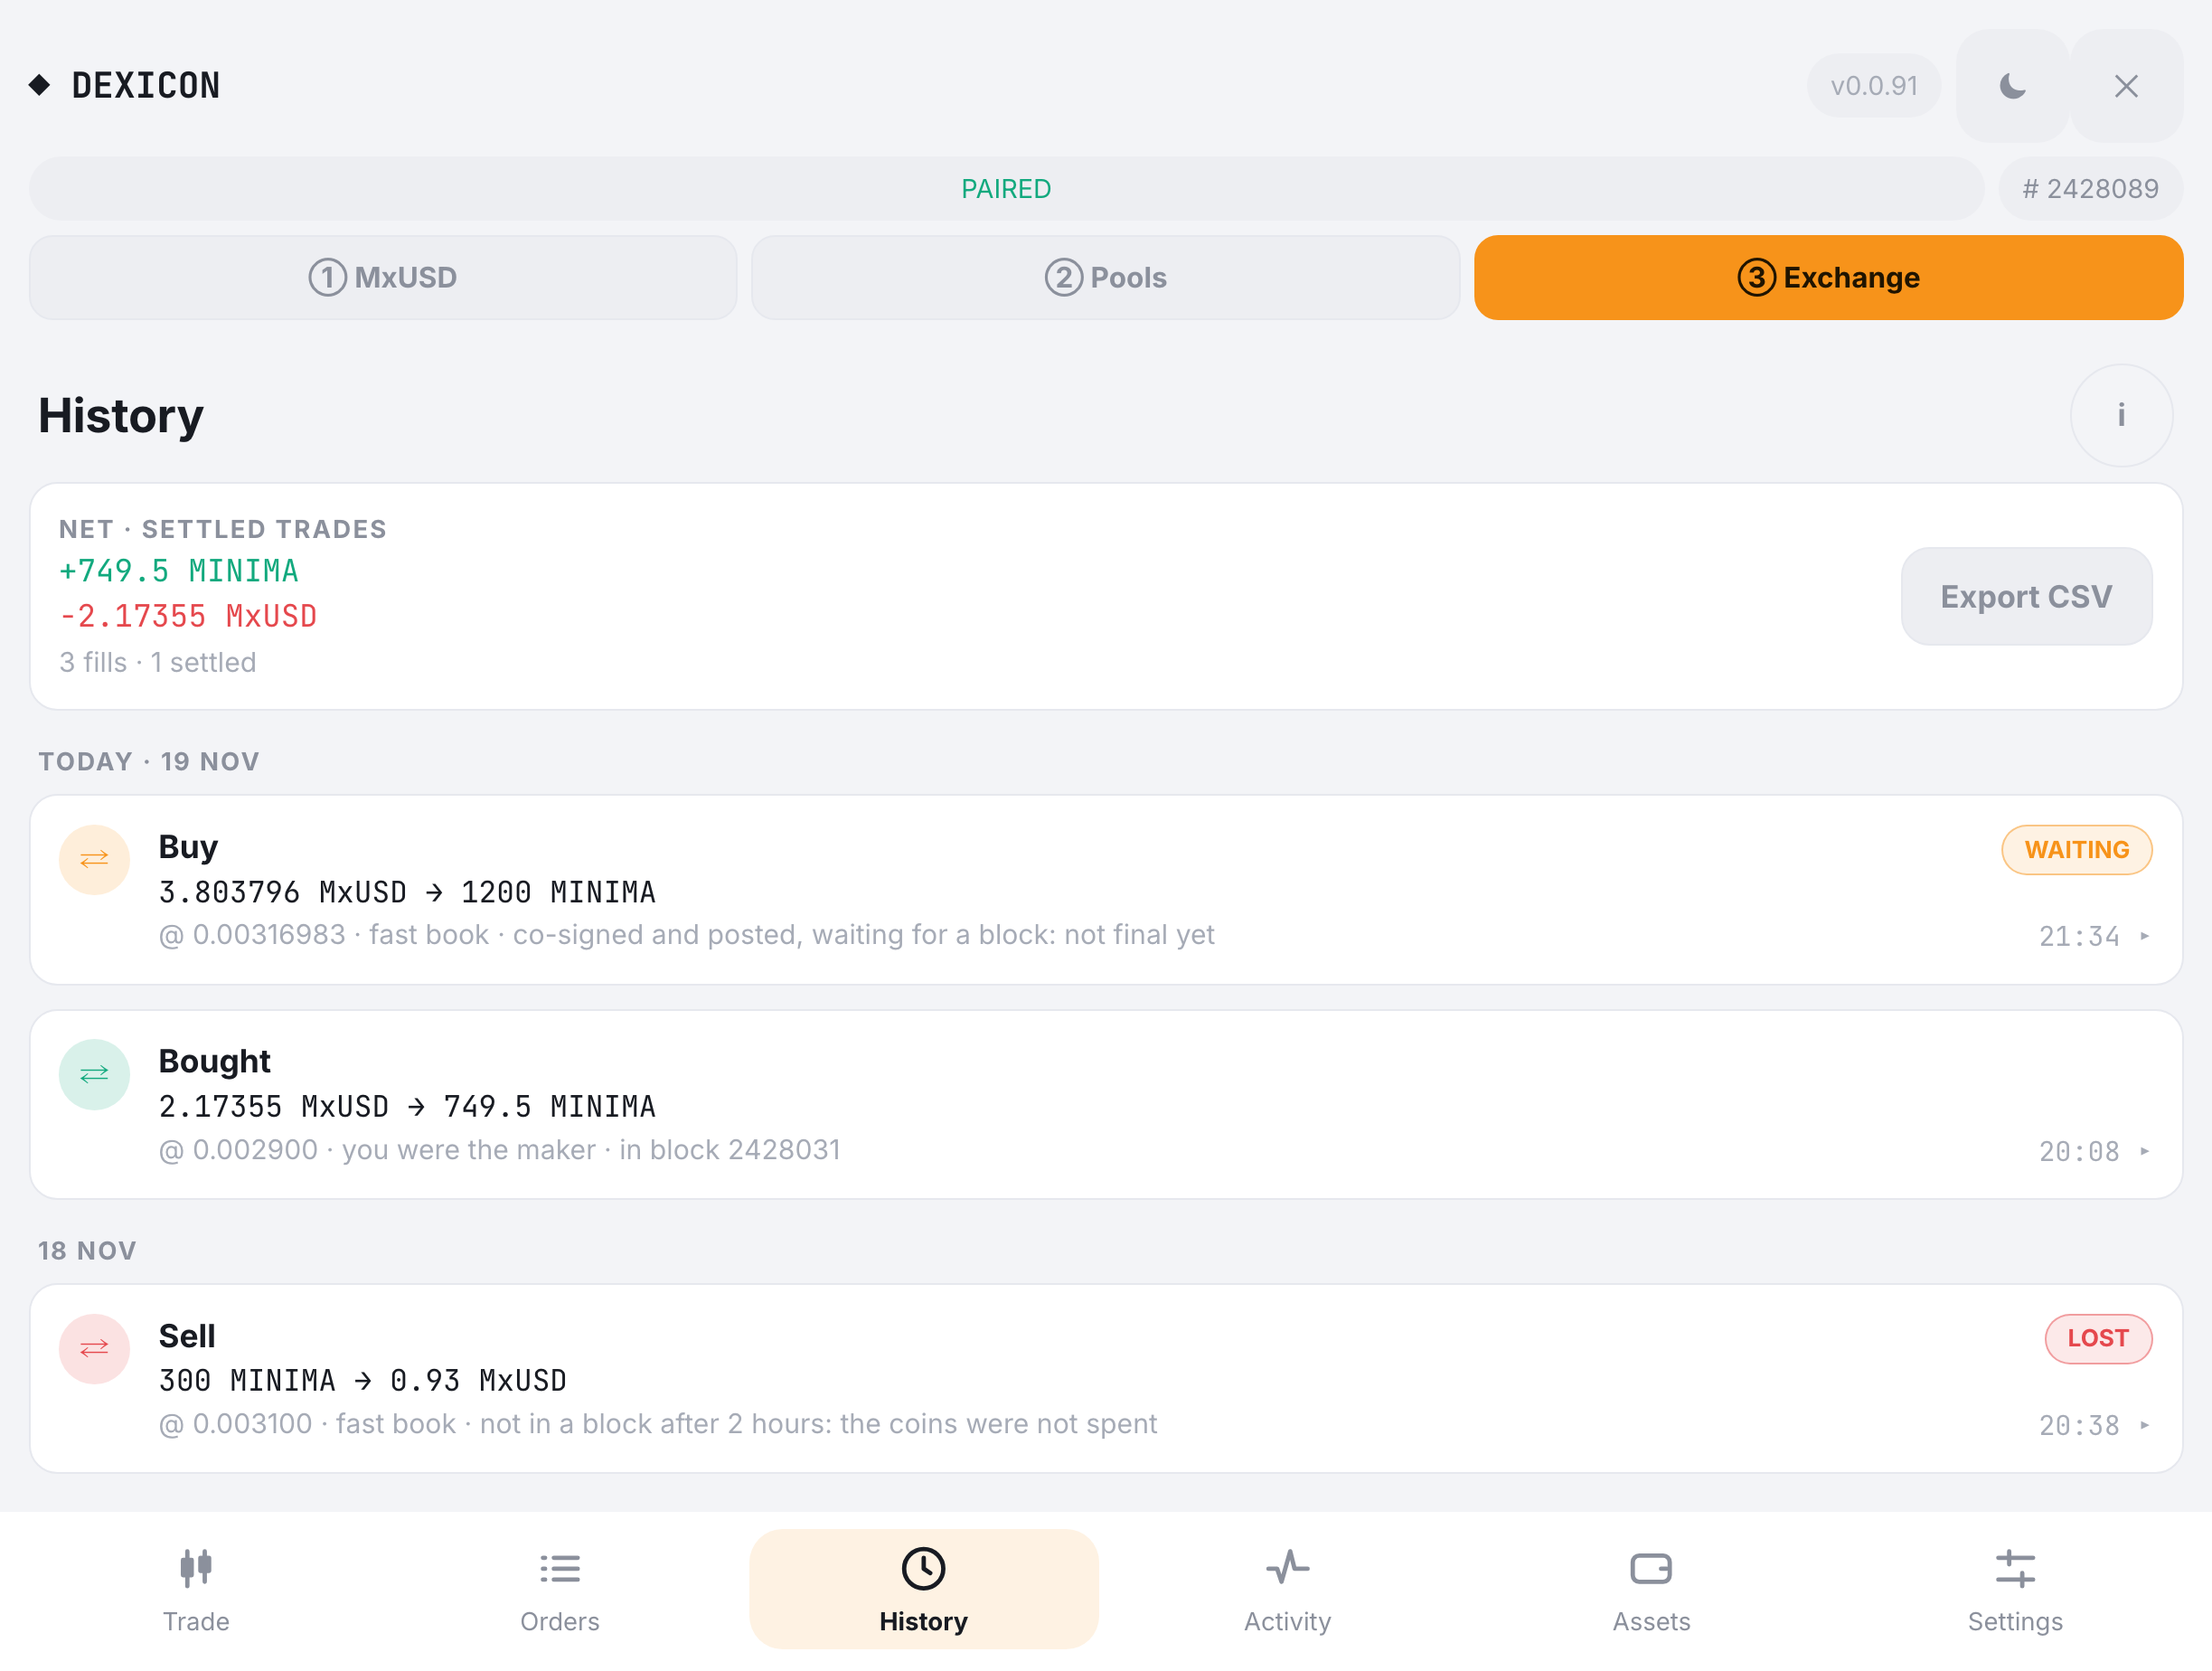 ◆ DEXICON
v0.0.91
PAIRED
# 2428089
① MxUSD
② Pools
③ Exchange
History
i
NET · SETTLED TRADES
+749.5 MINIMA
-2.17355 MxUSD
3 fills · 1 settled
Export CSV
TODAY · 19 NOV
Buy
WAITING
3.803796 MxUSD → 1200 MINIMA
@ 0.00316983 · fast book · co-signed and posted, waiting for a block: not final yet
21:34 ▸
Bought
2.17355 MxUSD → 749.5 MINIMA
@ 0.002900 · you were the maker · in block 2428031
20:08 ▸
18 NOV
Sell
LOST
300 MINIMA → 0.93 MxUSD
@ 0.003100 · fast book · not in a block after 2 hours: the coins were not spent
20:38 ▸
Trade
Orders
History
Activity
Assets
Settings